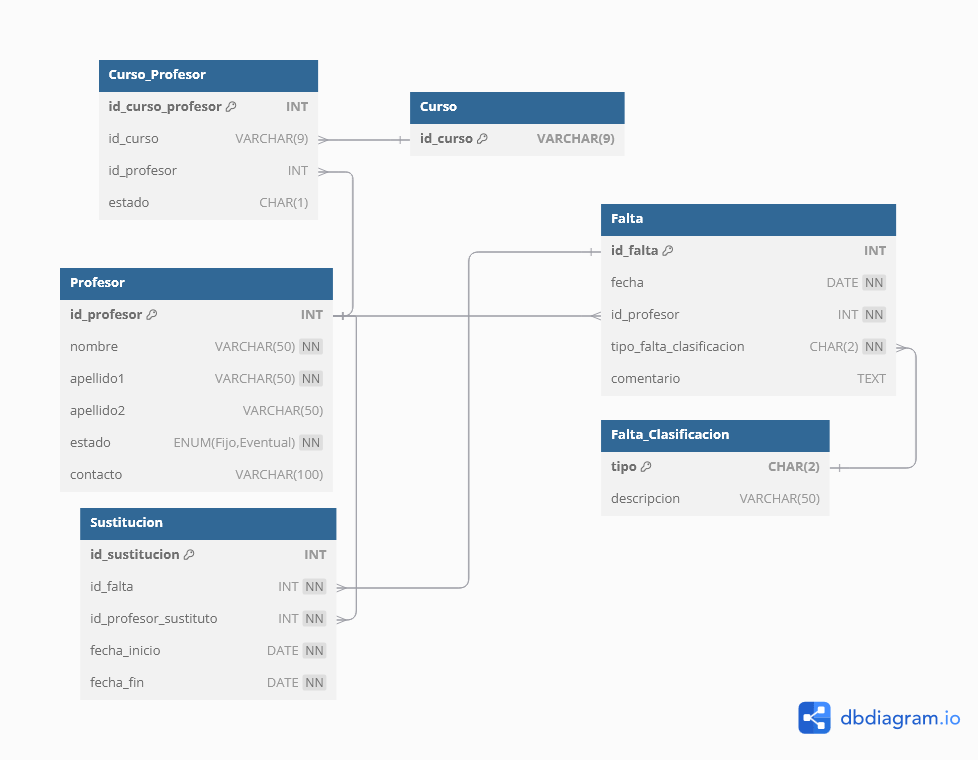 Curso_Profesor
id_curso_profesor INT
id_curso VARCHAR(9)
id_profesor INT
estado CHAR(1)
Curso
id_curso VARCHAR(9)
Falta
id_falta INT
fecha DATE NN
id_profesor INT NN
tipo_falta_clasificacion CHAR(2) NN
comentario TEXT
Profesor
id_profesor INT
nombre VARCHAR(50) NN
apellido1 VARCHAR(50) NN
apellido2 VARCHAR(50)
estado ENUM(Fijo,Eventual) NN
contacto VARCHAR(100)
Falta_Clasificacion
tipo CHAR(2)
descripcion VARCHAR(50)
Sustitucion
id_sustitucion INT
id_falta INT NN
id_profesor_sustituto INT NN
fecha_inicio DATE NN
fecha_fin DATE NN
dbdiagram.io